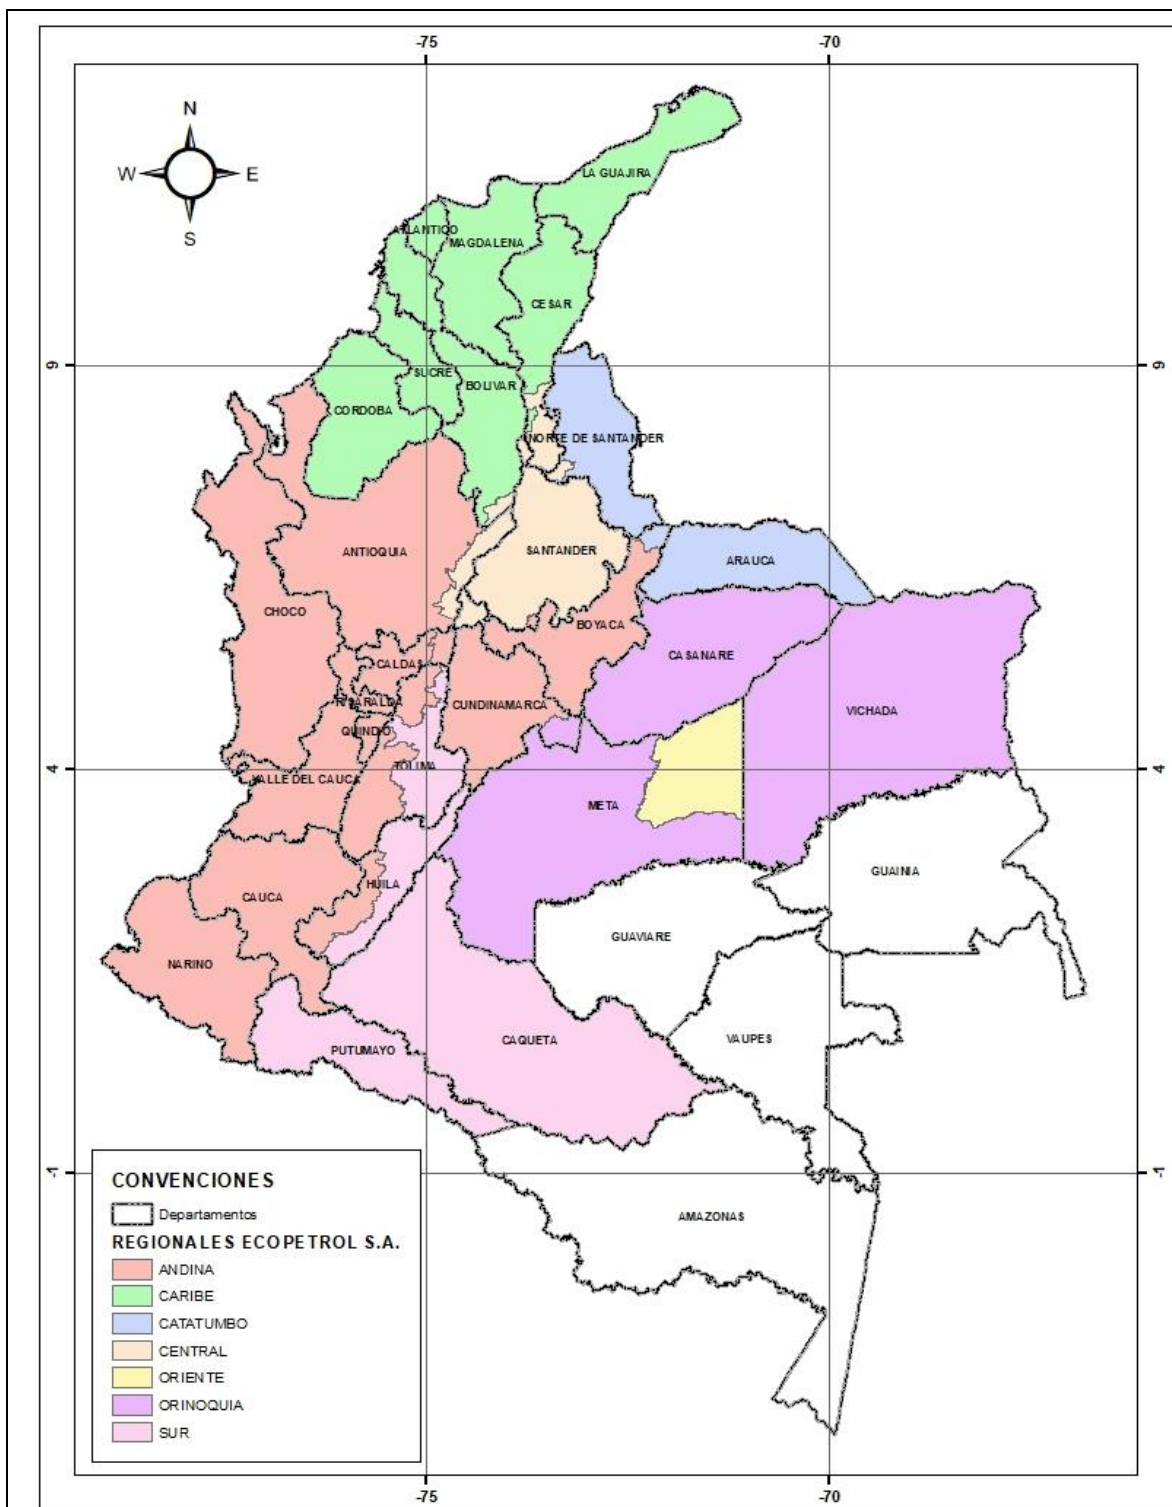 -75 -70
N
W E
S
LA GUAJIRA
ATLANTICO
MAGDALENA
CESAR
9 9
SUCRE
BOLIVAR
CORDOBA
NORTE DE SANTANDER
ANTIOQUIA
SANTANDER
ARAUCA
CHOCO
BOYACA
CASANARE
CALDAS
RISARALDA
CUNDINAMARCA
VICHADA
QUINDIO
TOLIMA
4 4
VALLE DEL CAUCA
META
GUAINIA
HUILA
CAUCA
GUAVIARE
NARINO
CAQUETA
VAUPES
PUTUMAYO
-1 -1
AMAZONAS
CONVENCIONES
Departamentos
REGIONALES ECOPETROL S.A.
ANDINA
CARIBE
CATATUMBO
CENTRAL
ORIENTE
ORINOQUIA
SUR
-75 -70